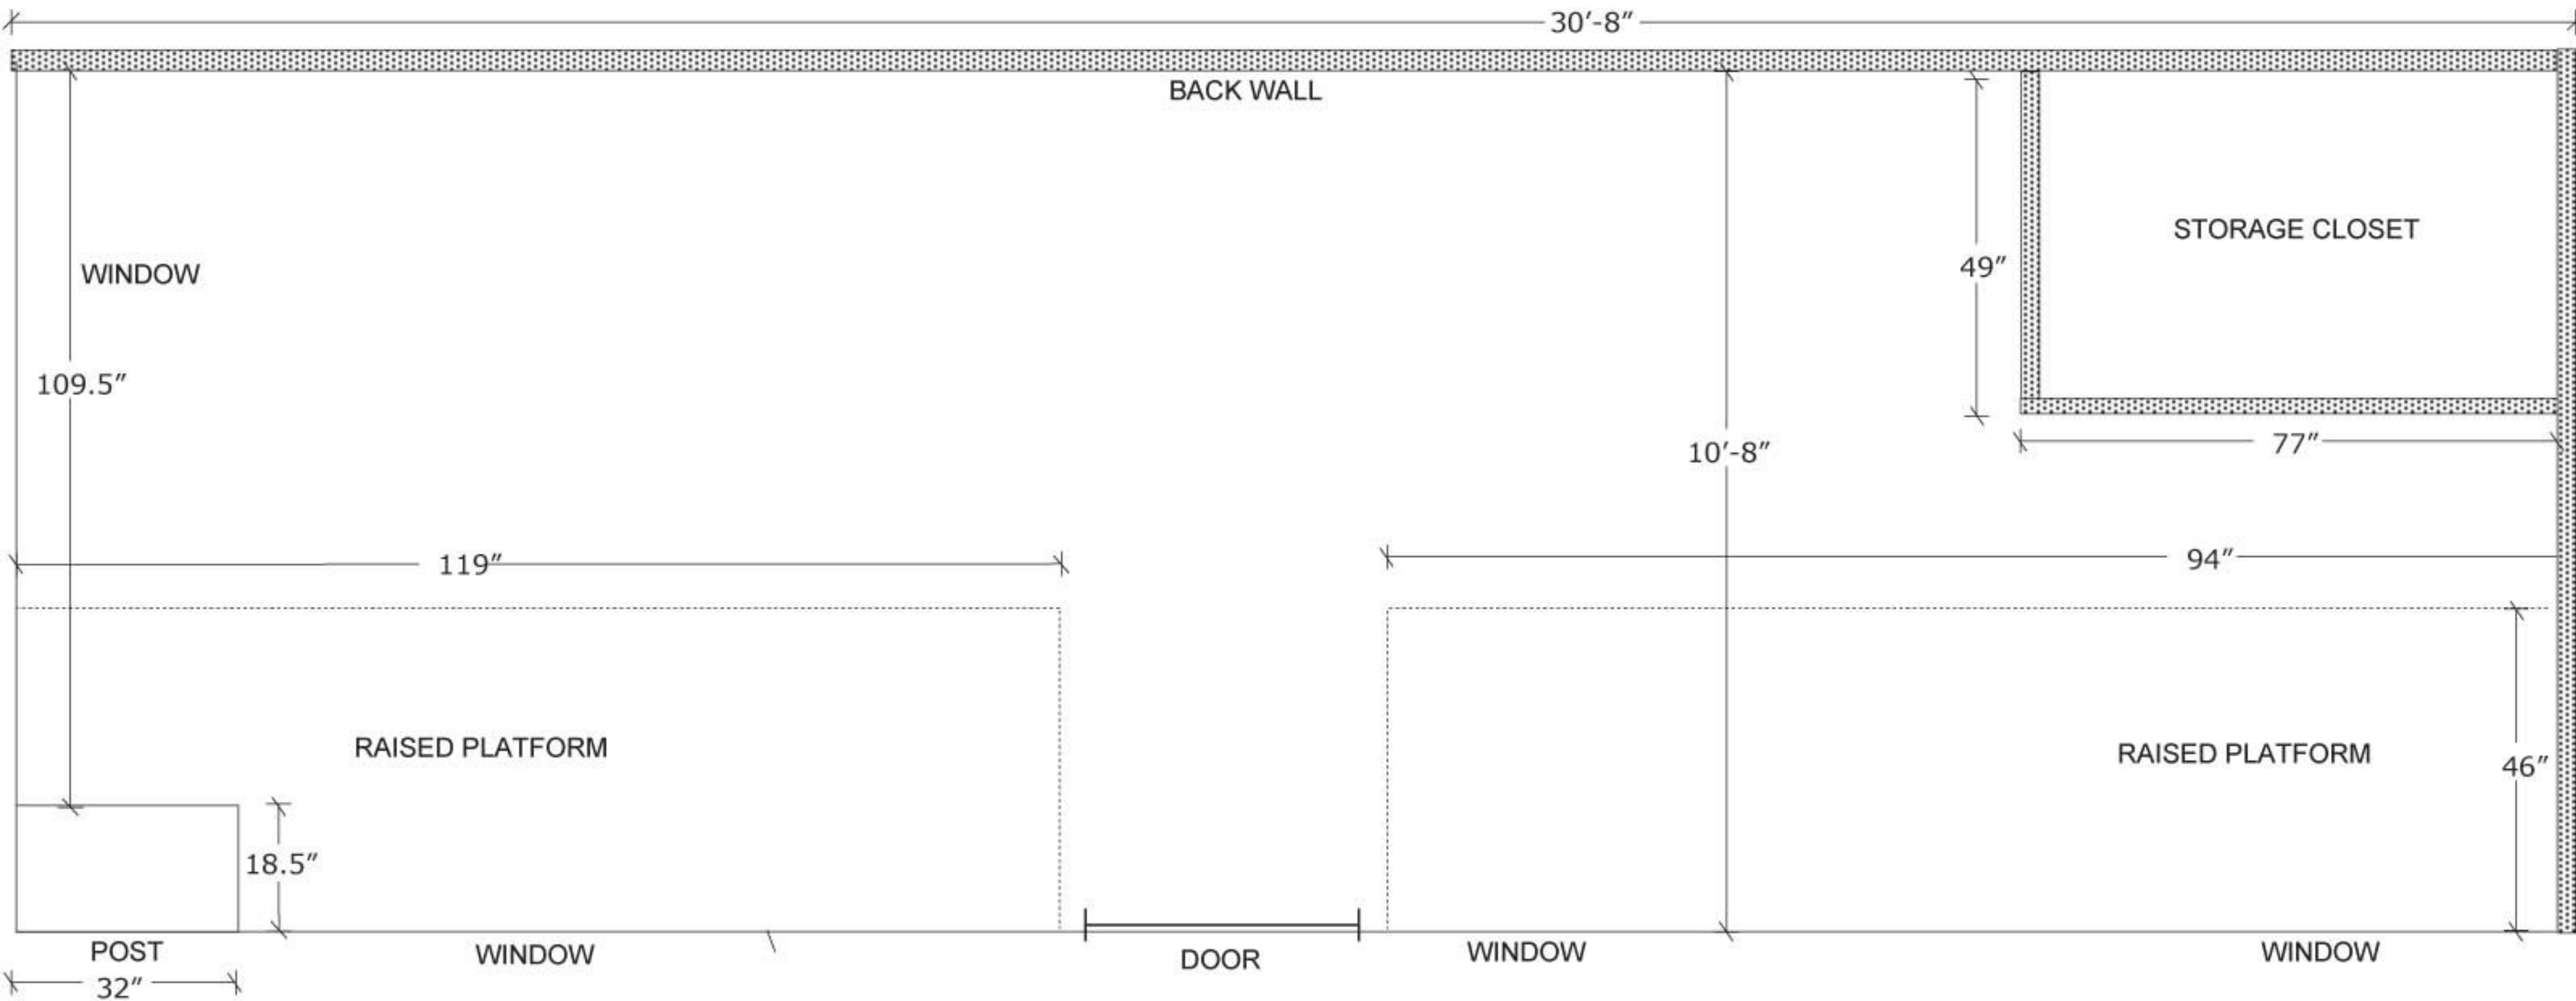 30′-8″
BACK WALL
STORAGE CLOSET
49″
WINDOW
109.5″
77″
10′-8″
119″
94″
RAISED PLATFORM
RAISED PLATFORM
46″
18.5″
POST
WINDOW
DOOR
WINDOW
WINDOW
32″